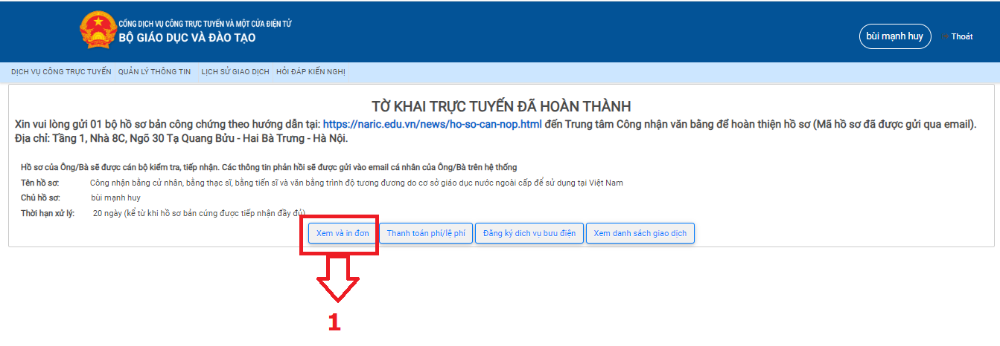 CỔNG DỊCH VỤ CÔNG TRỰC TUYẾN VÀ MỘT CỬA ĐIỆN TỬ
BỘ GIÁO DỤC VÀ ĐÀO TẠO
bùi mạnh huy
Thoát
DỊCH VỤ CÔNG TRỰC TUYẾN QUẢN LÝ THÔNG TIN LỊCH SỬ GIAO DỊCH HỎI ĐÁP KIẾN NGHỊ
TỜ KHAI TRỰC TUYẾN ĐÃ HOÀN THÀNH
Xin vui lòng gửi 01 bộ hồ sơ bản công chứng theo hướng dẫn tại: https://naric.edu.vn/news/ho-so-can-nop.html đến Trung tâm Công nhận văn bằng để hoàn thiện hồ sơ (Mã hồ sơ đã được gửi qua email).
Địa chỉ: Tầng 1, Nhà 8C, Ngõ 30 Tạ Quang Bửu - Hai Bà Trưng - Hà Nội.
Hồ sơ của Ông/Bà sẽ được cán bộ kiểm tra, tiếp nhận. Các thông tin phản hồi sẽ được gửi vào email cá nhân của Ông/Bà trên hệ thống
Tên hồ sơ: Công nhận bằng cử nhân, bằng thạc sĩ, bằng tiến sĩ và văn bằng trình độ tương đương do cơ sở giáo dục nước ngoài cấp để sử dụng tại Việt Nam
Chủ hồ sơ: bùi mạnh huy
Thời hạn xử lý: 20 ngày (kể từ khi hồ sơ bản cứng được tiếp nhận đầy đủ)
Xem và in đơn Thanh toán phí/lệ phí Đăng ký dich vụ bưu điện Xem danh sách giao dịch
1